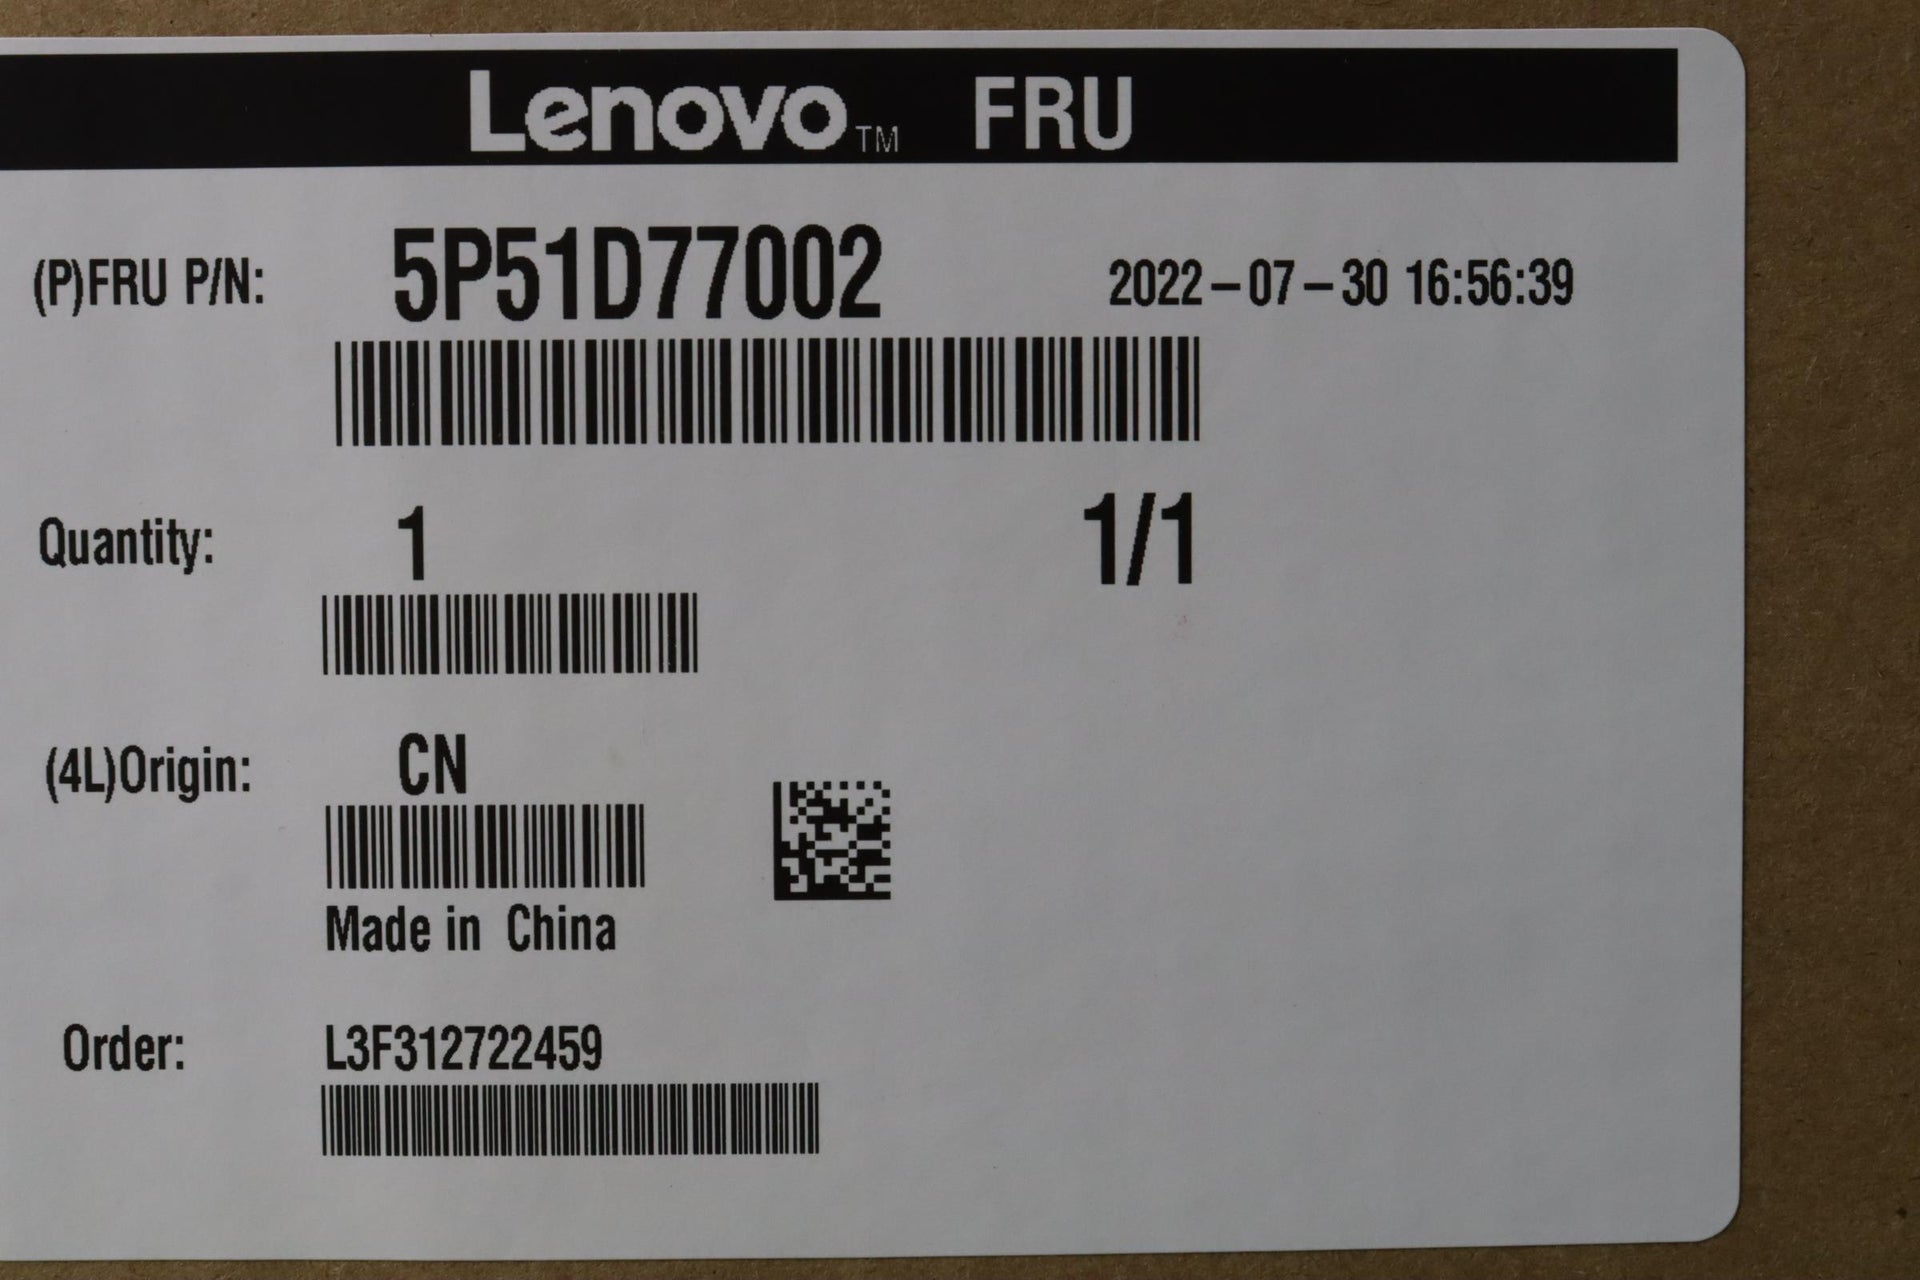 Lenovo™ FRU
(P)FRU P/N: 5P51D77002 2022-07-30 16:56:39
Quantity: 1 1/1
(4L)Origin: CN
Made in China
Order: L3F312722459